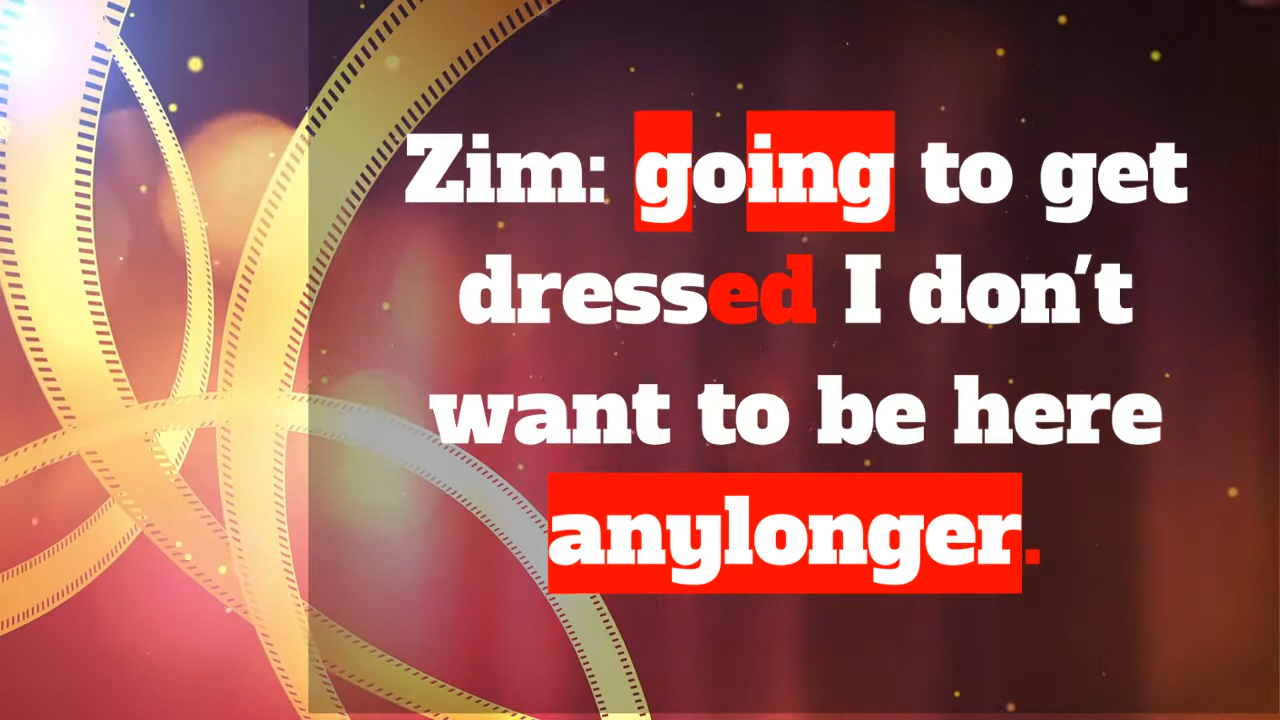 Zim: going to get
dressed I don't
want to be here
anylonger.